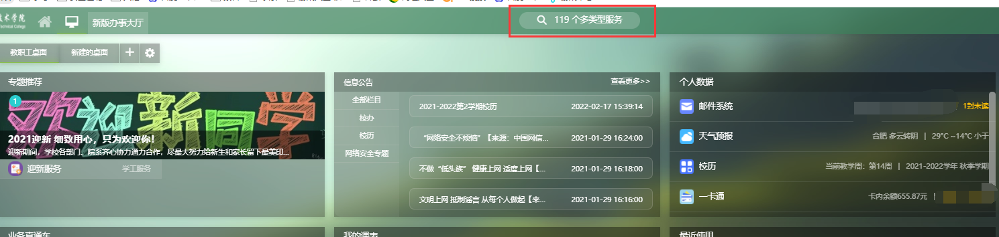 技术学院
Technical College
新版办事大厅
119 个多类型服务
教职工桌面
新建的桌面
专题推荐
1
欢迎新同学
2021迎新 细致用心，只为欢迎你！
迎新期间，学校各部门、院系齐心协力通力合作，尽最大努力给新生和家长留下最美印...
迎新服务
学工服务
信息公告
查看更多>>
全部栏目
校办
校历
网络安全专题
2021-2022第2学期校历
2022-02-17 15:39:14
“网络安全不烦恼”【来源：中国网信...
2021-01-29 16:24:00
不做“低头族” 健康上网 适度上网【...
2021-01-29 16:18:00
文明上网 抵制谣言 从每个人做起【来...
2021-01-29 16:16:00
个人数据
邮件系统
1封未读
天气预报
合肥 多云转阴 | 29°C ~14°C 小于
校历
当前教学周：第14周 | 2021-2022学年 秋季学期
一卡通
卡内余额655.87元 |
业务直通车
我的课表
最近使用